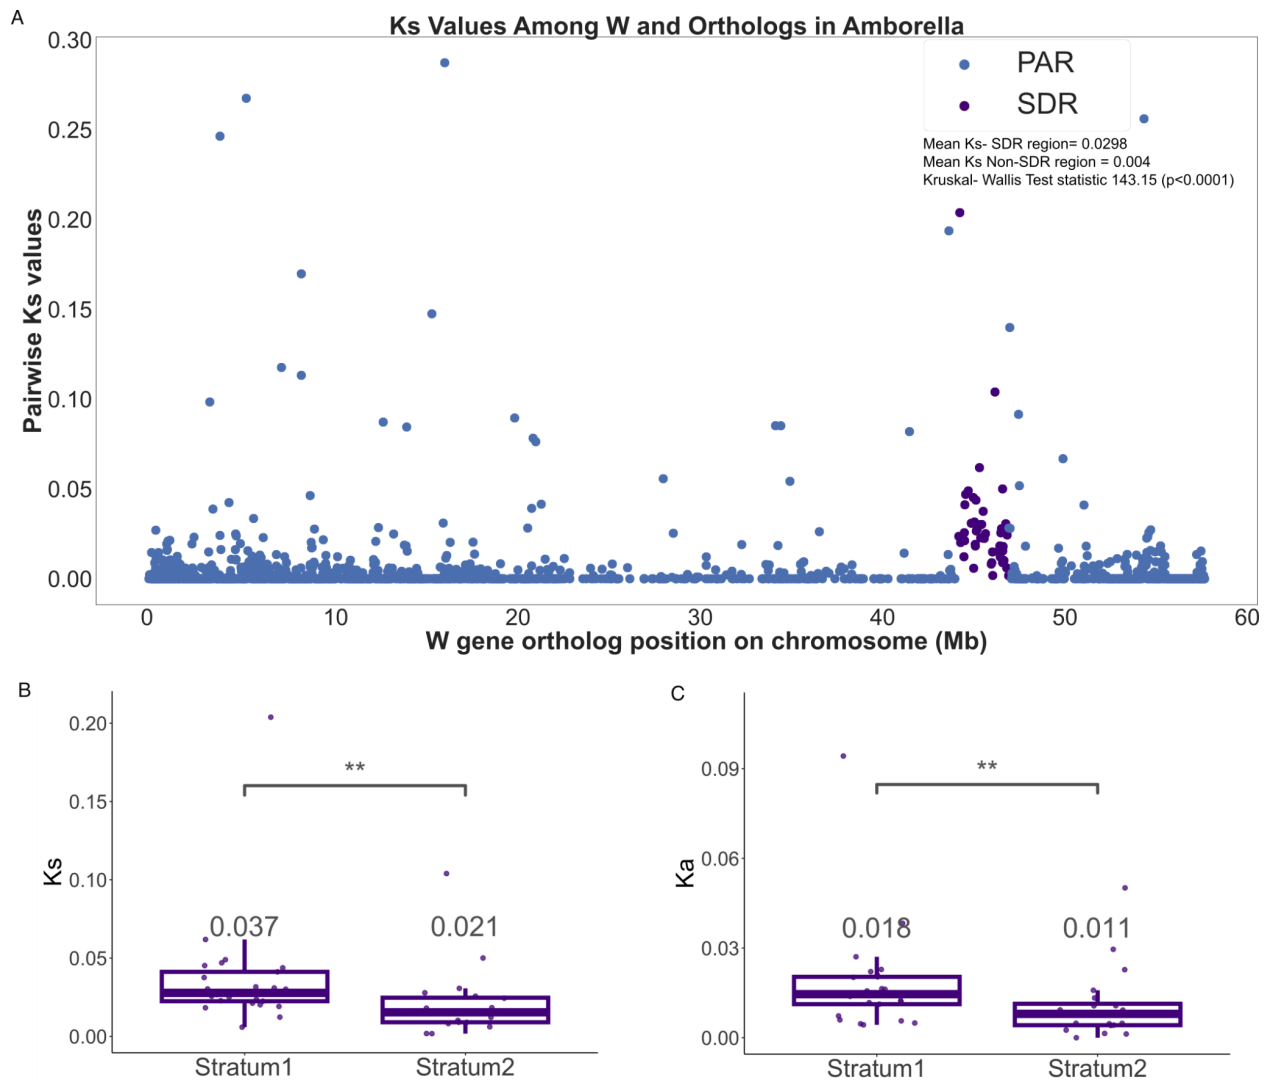 A
Ks Values Among W and Orthologs in Amborella
PAR
SDR
Mean Ks- SDR region= 0.0298
Mean Ks Non-SDR region = 0.004
Kruskal- Wallis Test statistic 143.15 (p<0.0001)
Pairwise Ks values
0.30
0.25
0.20
0.15
0.10
0.05
0.00
0 10 20 30 40 50 60
W gene ortholog position on chromosome (Mb)
B
Ks
0.20
0.15
0.10
0.05
0.00
**
0.037 0.021
Stratum1 Stratum2
C
Ka
0.09
0.06
0.03
0.00
**
0.018 0.011
Stratum1 Stratum2